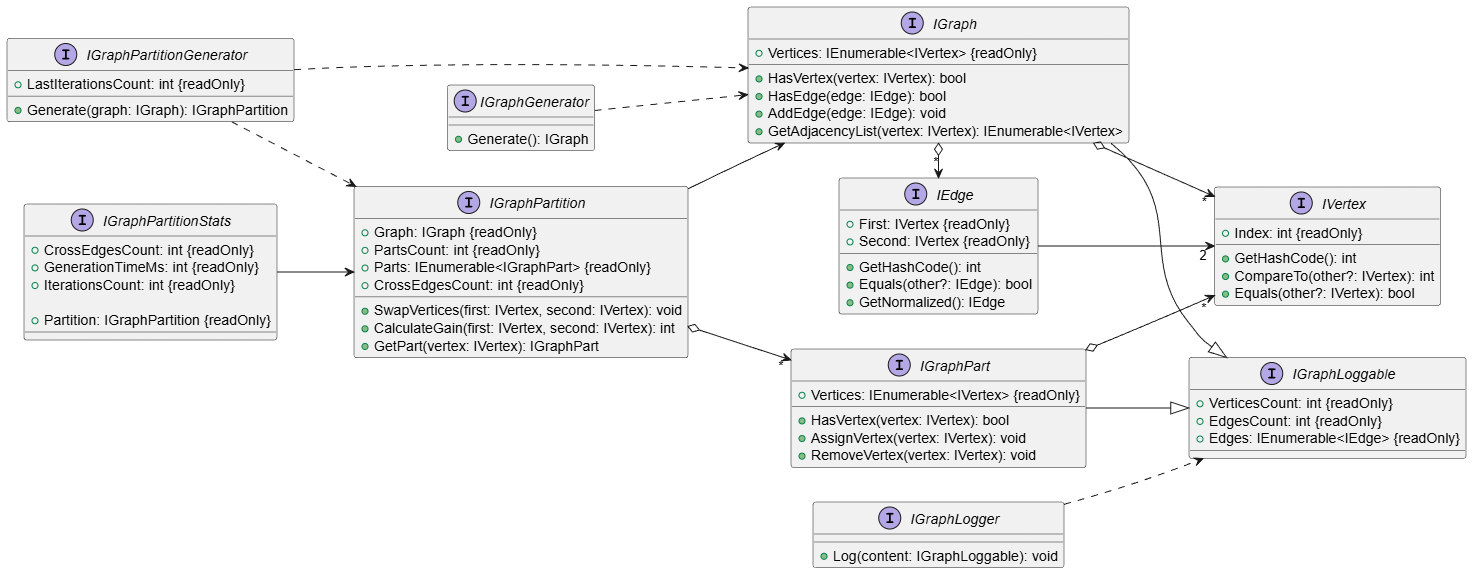 I IGraphPartitionGenerator
LastIterationsCount: int {readOnly}
Generate(graph: IGraph): IGraphPartition
I IGraphGenerator
Generate(): IGraph
I IGraph
Vertices: IEnumerable<IVertex> {readOnly}
HasVertex(vertex: IVertex): bool
HasEdge(edge: IEdge): bool
AddEdge(edge: IEdge): void
GetAdjacencyList(vertex: IVertex): IEnumerable<IVertex>
I IGraphPartitionStats
CrossEdgesCount: int {readOnly}
GenerationTimeMs: int {readOnly}
IterationsCount: int {readOnly}
Partition: IGraphPartition {readOnly}
I IGraphPartition
Graph: IGraph {readOnly}
PartsCount: int {readOnly}
Parts: IEnumerable<IGraphPart> {readOnly}
CrossEdgesCount: int {readOnly}
SwapVertices(first: IVertex, second: IVertex): void
CalculateGain(first: IVertex, second: IVertex): int
GetPart(vertex: IVertex): IGraphPart
*
I IEdge
First: IVertex {readOnly}
Second: IVertex {readOnly}
GetHashCode(): int
Equals(other?: IEdge): bool
GetNormalized(): IEdge
*
2
*
I IVertex
Index: int {readOnly}
GetHashCode(): int
CompareTo(other?: IVertex): int
Equals(other?: IVertex): bool
*
I IGraphPart
Vertices: IEnumerable<IVertex> {readOnly}
HasVertex(vertex: IVertex): bool
AssignVertex(vertex: IVertex): void
RemoveVertex(vertex: IVertex): void
I IGraphLoggable
VerticesCount: int {readOnly}
EdgesCount: int {readOnly}
Edges: IEnumerable<IEdge> {readOnly}
I IGraphLogger
Log(content: IGraphLoggable): void